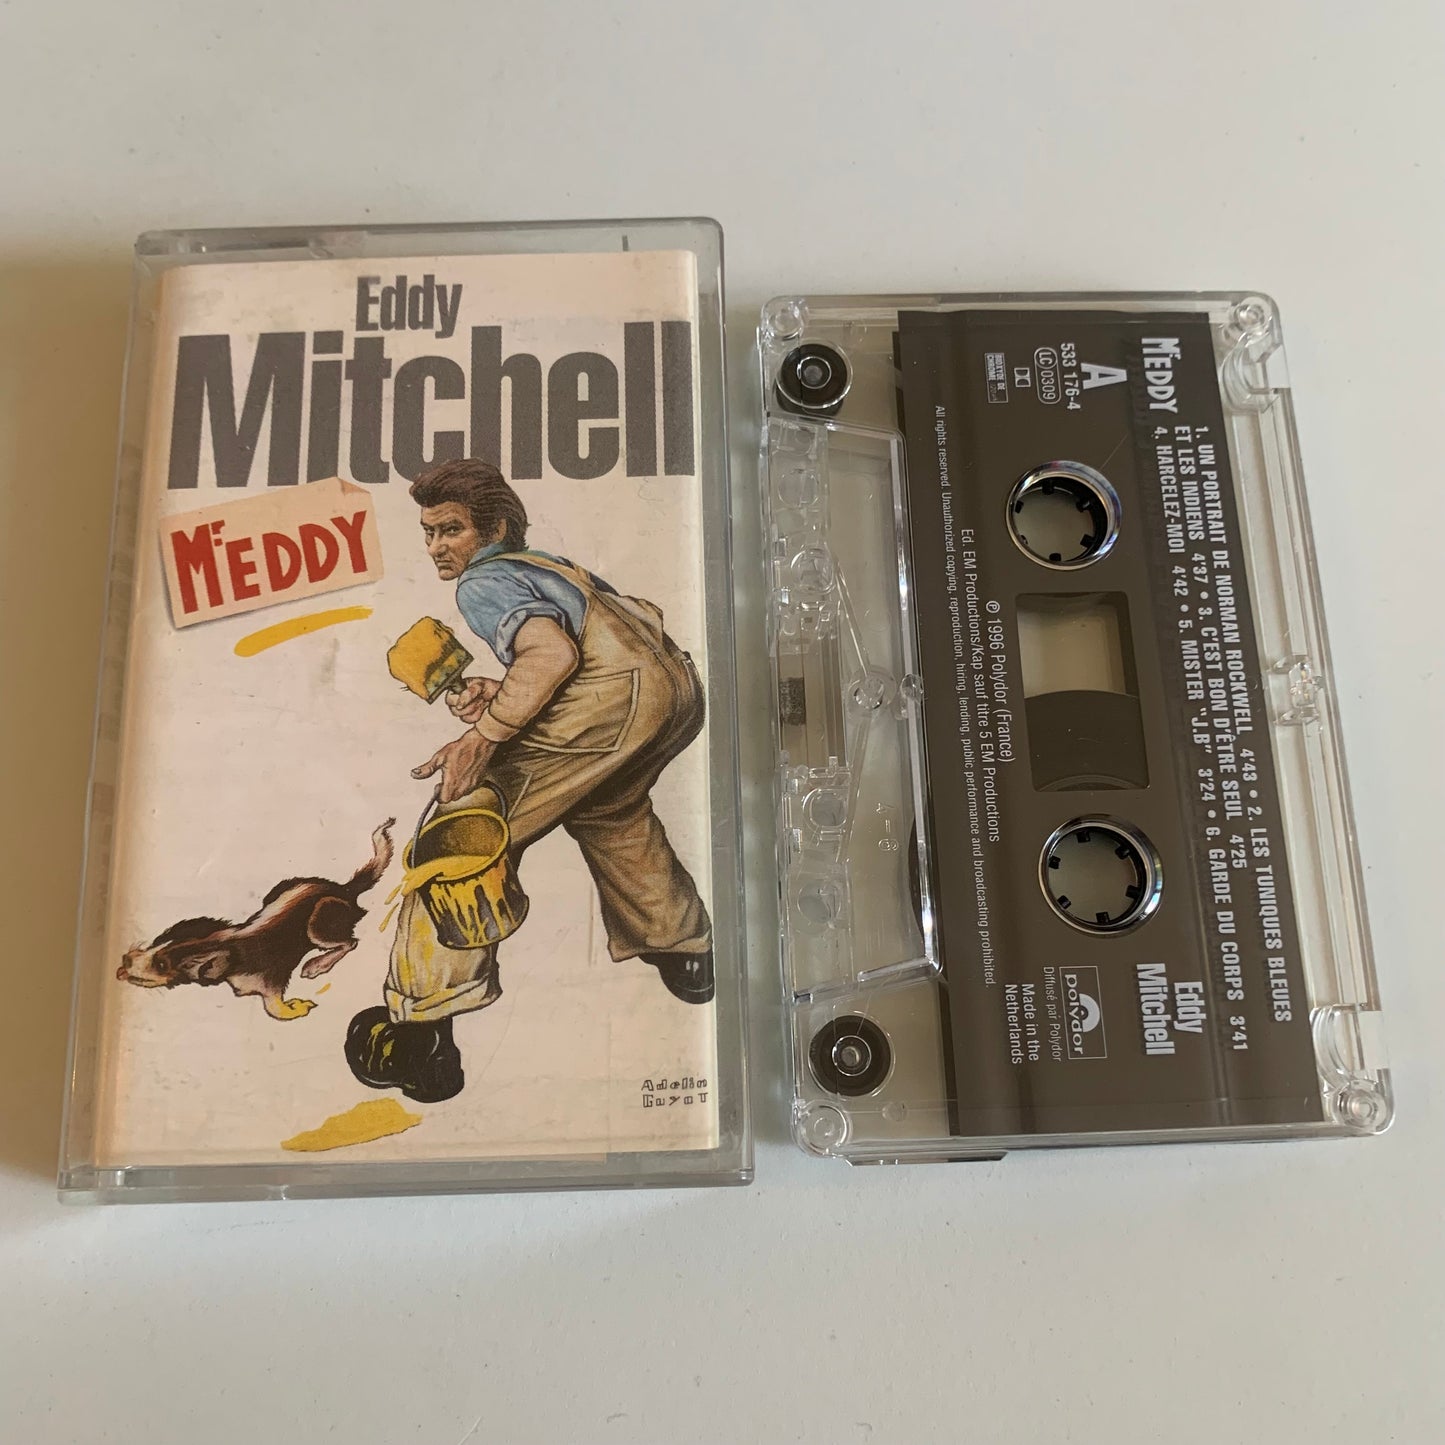 Eddy
Mitchell
Mr EDDY
Adelin
Guyot
Mr EDDY
1. UN PORTRAIT DE NORMAN ROCKWELL 4'43 • 2. LES TUNIQUES BLEUES
ET LES INDIENS 4'37 • 3. C'EST BON D'ÊTRE SEUL 4'25
4. HARCELEZ-MOI 4'42 • 5. MISTER "J.B" 3'24 • 6. GARDE DU CORPS 3'41
Eddy
Mitchell
A
533 176-4
LC 0309
BIOXYDE DE
CHROME
℗ 1996 Polydor (France)
Ed. EM Productions/Kap sauf titre 5 EM Productions
All rights reserved. Unauthorized copying, reproduction, hiring, lending, public performance and broadcasting prohibited.
polydor
Diffusé par Polydor
Made in the
Netherlands